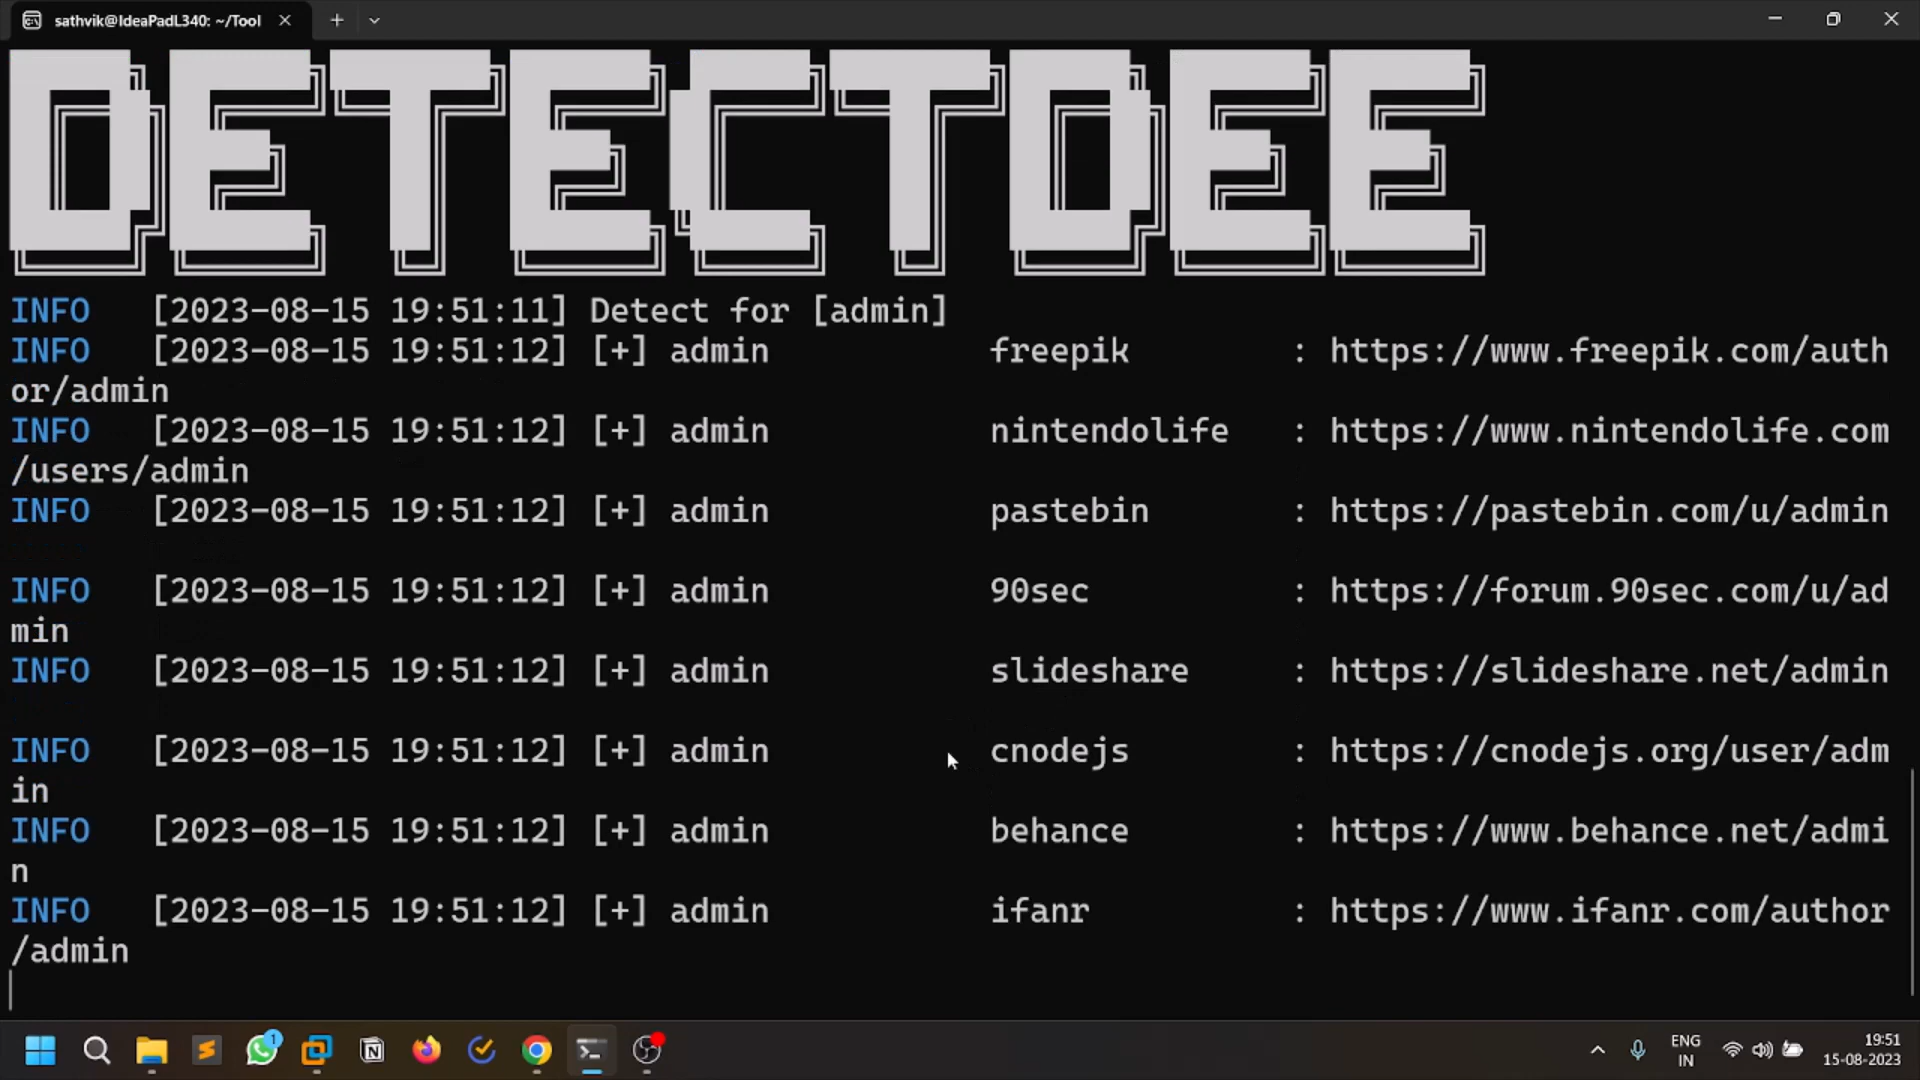 sathvik@IdeaPadL340: ~/Tool
DETECTDEE
INFO [2023-08-15 19:51:11] Detect for [admin]
INFO [2023-08-15 19:51:12] [+] admin freepik : https://www.freepik.com/auth
or/admin
INFO [2023-08-15 19:51:12] [+] admin nintendolife : https://www.nintendolife.com
/users/admin
INFO [2023-08-15 19:51:12] [+] admin pastebin : https://pastebin.com/u/admin
INFO [2023-08-15 19:51:12] [+] admin 90sec : https://forum.90sec.com/u/ad
min
INFO [2023-08-15 19:51:12] [+] admin slideshare : https://slideshare.net/admin
INFO [2023-08-15 19:51:12] [+] admin cnodejs : https://cnodejs.org/user/adm
in
INFO [2023-08-15 19:51:12] [+] admin behance : https://www.behance.net/admi
n
INFO [2023-08-15 19:51:12] [+] admin ifanr : https://www.ifanr.com/author
/admin
1
ENG
IN
19:51
15-08-2023